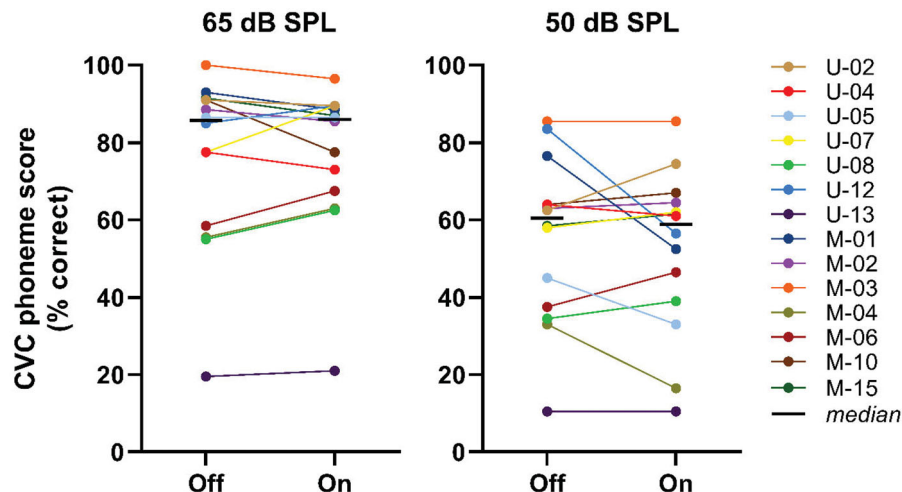 65 dB SPL
50 dB SPL
CVC phoneme score
(% correct)
100
80
60
40
20
0
Off
On
100
80
60
40
20
0
Off
On
U-02
U-04
U-05
U-07
U-08
U-12
U-13
M-01
M-02
M-03
M-04
M-06
M-10
M-15
median